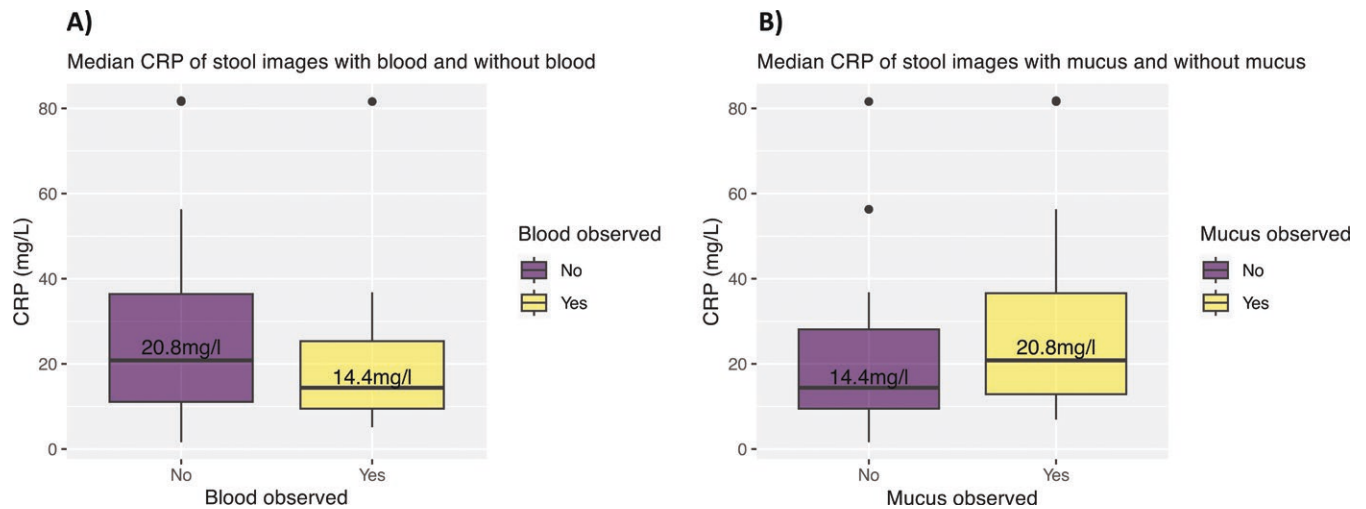 A)
Median CRP of stool images with blood and without blood
80
60
40
20
0
CRP (mg/L)
20.8mg/l
14.4mg/l
No
Yes
Blood observed
Blood observed
No
Yes
B)
Median CRP of stool images with mucus and without mucus
80
60
40
20
0
CRP (mg/L)
14.4mg/l
20.8mg/l
No
Yes
Mucus observed
Mucus observed
No
Yes